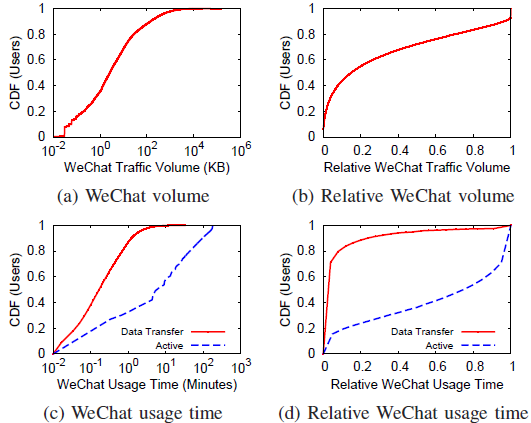 1
0.8
0.6
0.4
0.2
0
CDF (Users)
10^-2 10^0 10^2 10^4 10^6
WeChat Traffic Volume (KB)
(a) WeChat volume
1
0.8
0.6
0.4
0.2
0
CDF (Users)
0 0.2 0.4 0.6 0.8 1
Relative WeChat Traffic Volume
(b) Relative WeChat volume
1
0.8
0.6
0.4
0.2
0
CDF (Users)
Data Transfer
Active
10^-2 10^-1 10^0 10^1 10^2 10^3
WeChat Usage Time (Minutes)
(c) WeChat usage time
1
0.8
0.6
0.4
0.2
0
CDF (Users)
Data Transfer
Active
0 0.2 0.4 0.6 0.8 1
Relative WeChat Usage Time
(d) Relative WeChat usage time